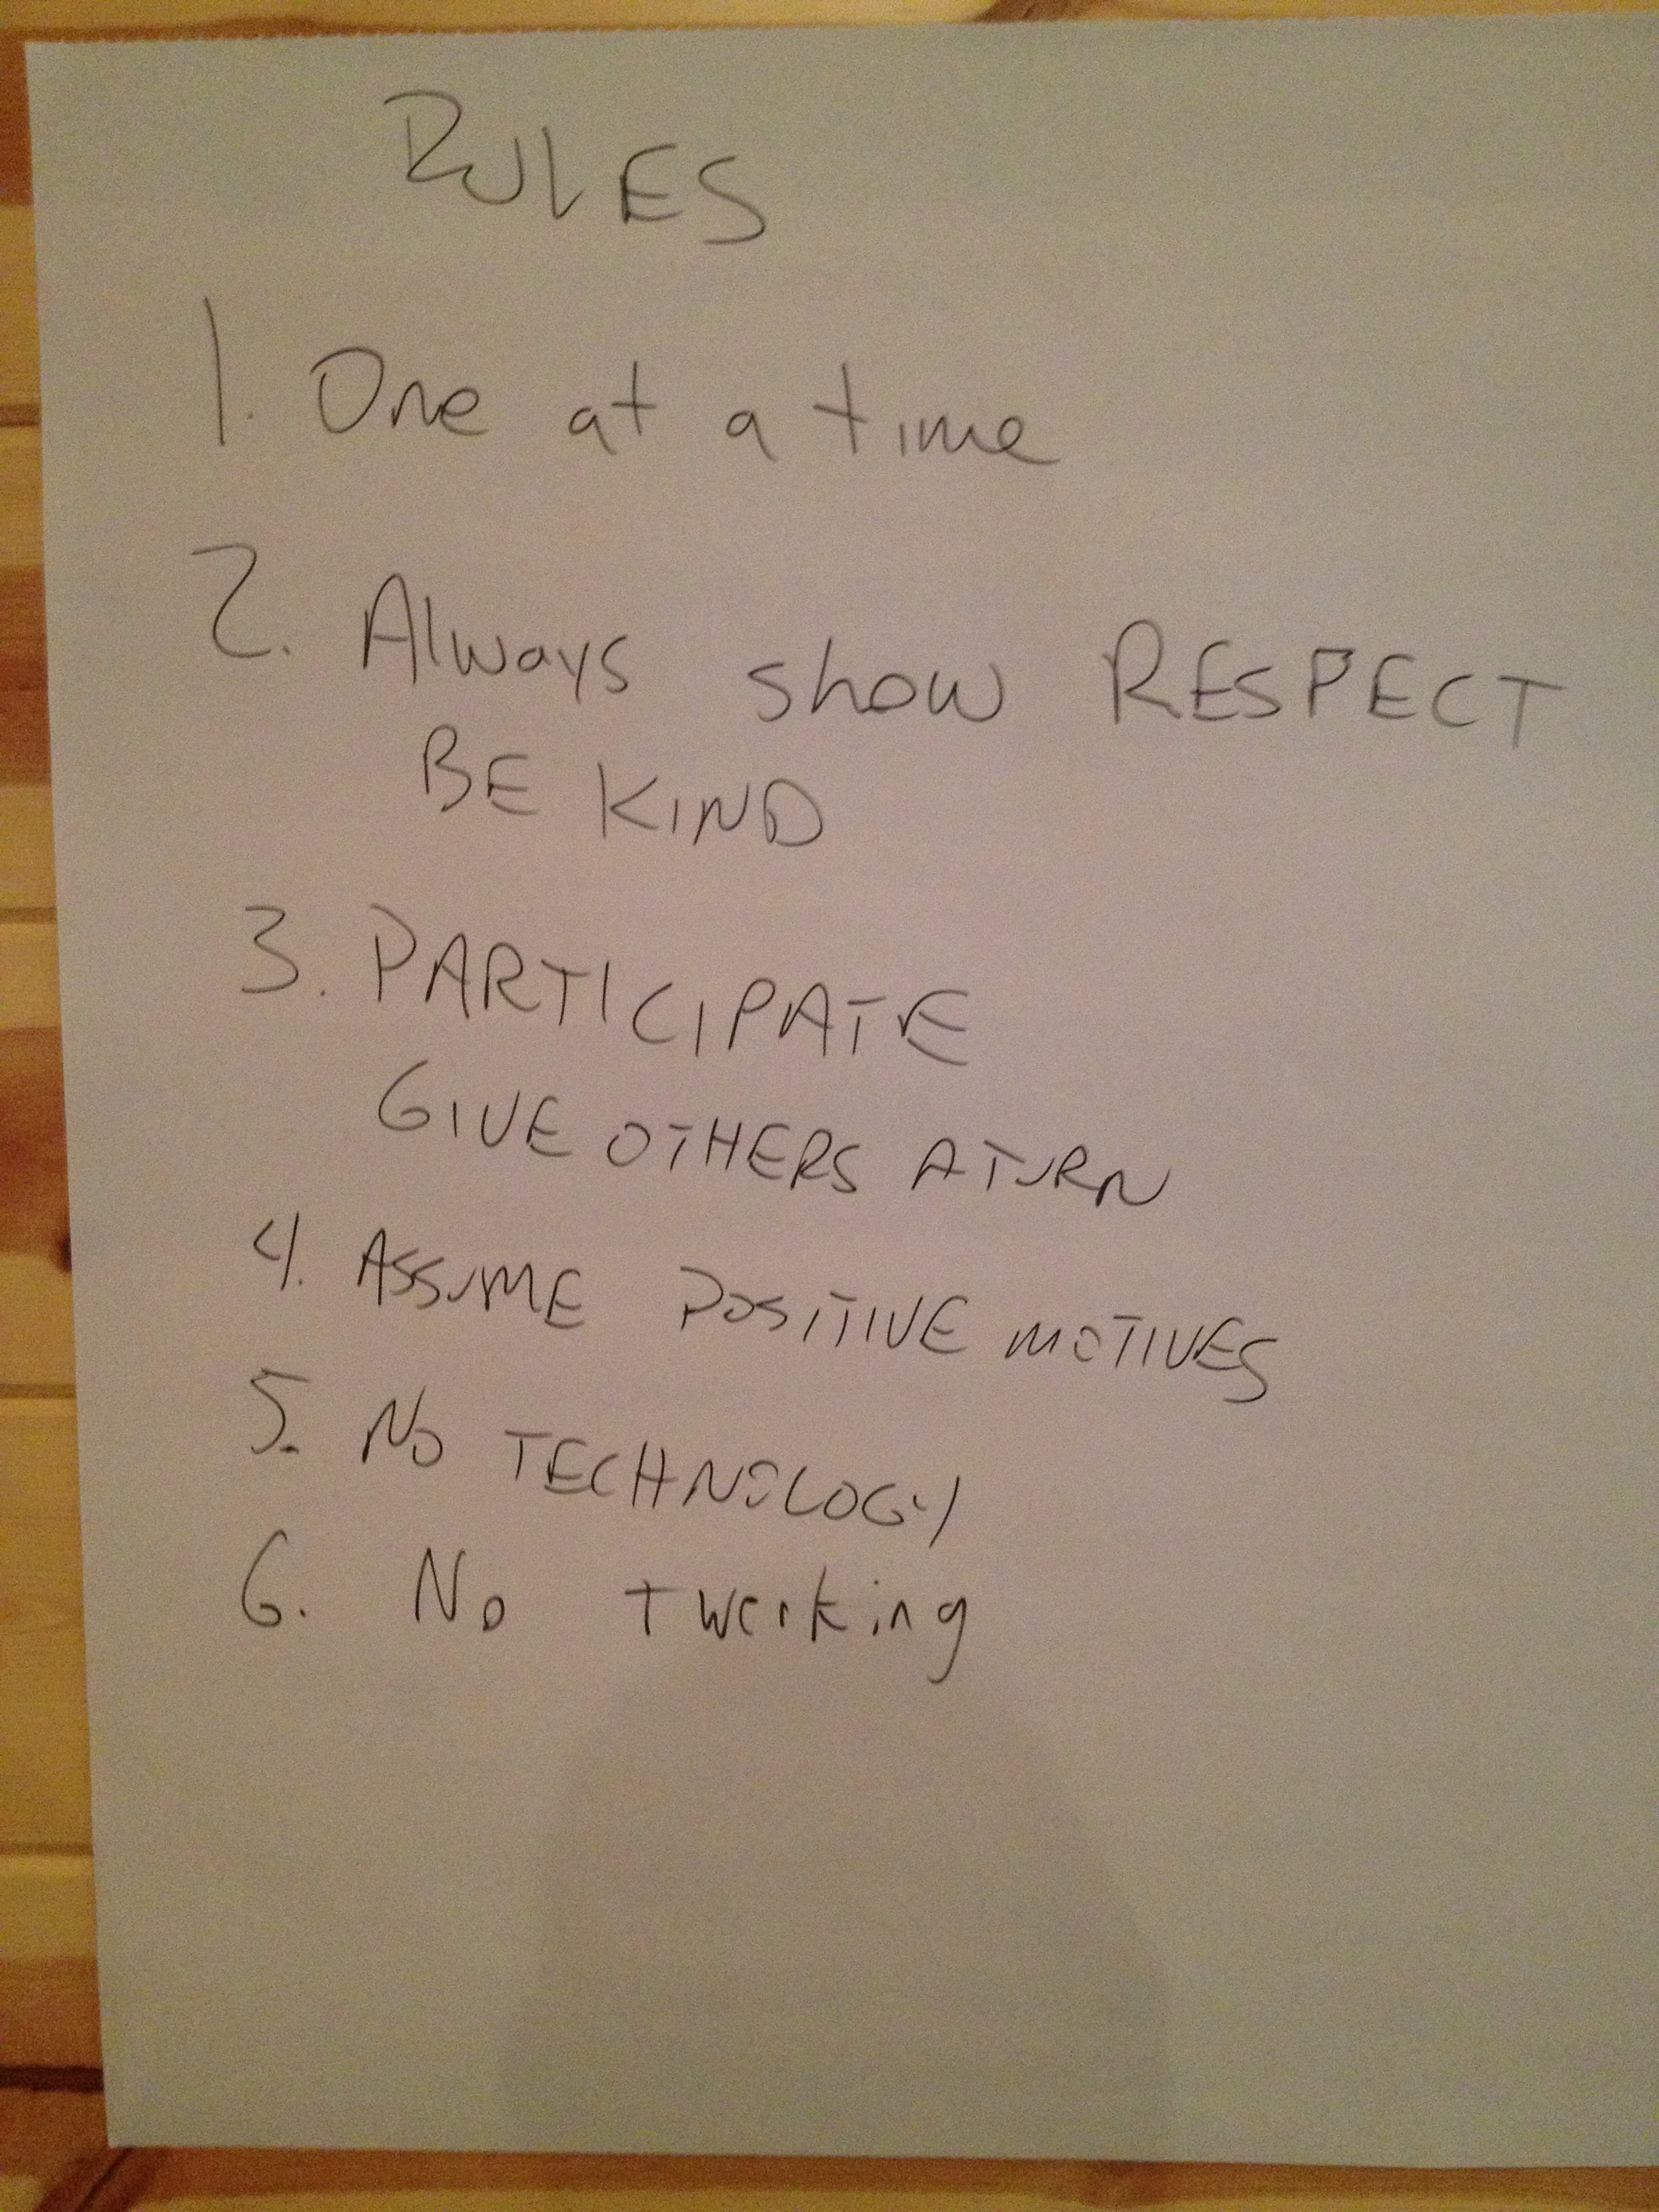 RULES
1. One at a time
2. Always show RESPECT
BE KIND
3. PARTICIPATE
GIVE OTHERS A TURN
4. ASSUME POSITIVE MOTIVES
5. NO TECHNOLOGY
6. No twerking